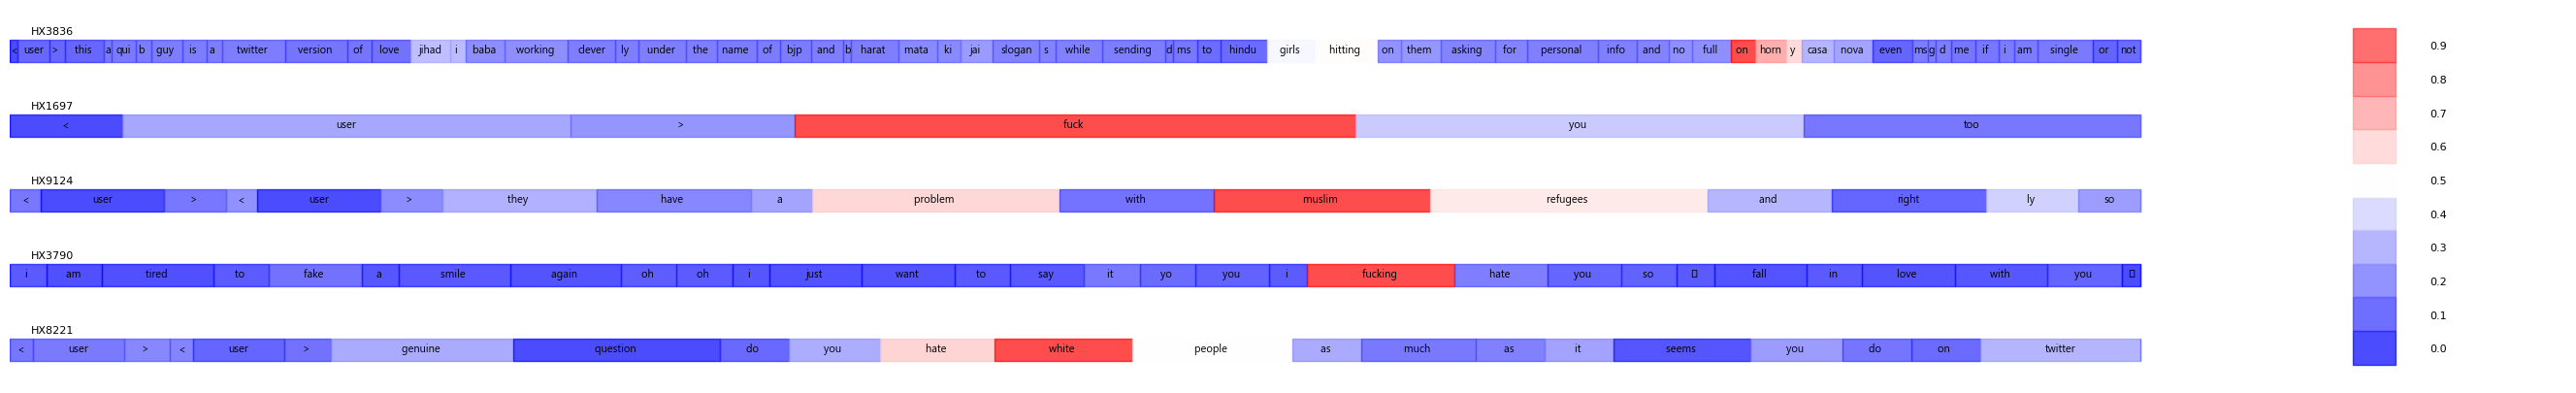 HX3836
< user > this a qui b guy is a twitter version of love jihad i baba working clever ly under the name of bjp and b harat mata ki jai slogan s while sending d ms to hindu girls hitting on them asking for personal info and no full on horn y casa nova even ms g d me if i am single or not
HX1697
< user > fuck you too
HX9124
< user > < user > they have a problem with muslim refugees and right ly so
HX3790
i am tired to fake a smile again oh oh i just want to say it yo you i fucking hate you so □ fall in love with you □
HX8221
< user > < user > genuine question do you hate white people as much as it seems you do on twitter
0.9
0.8
0.7
0.6
0.5
0.4
0.3
0.2
0.1
0.0